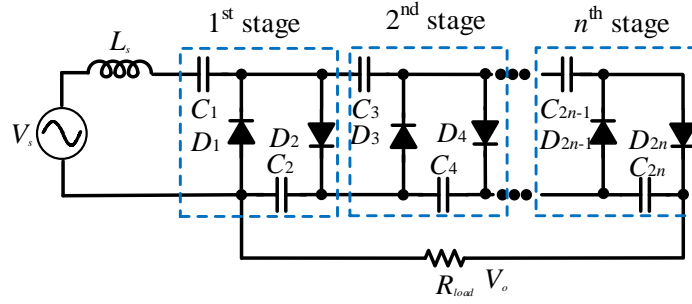 1st stage 2nd stage nth stage
Ls
C1 C3 C2n-1
Vs D1 D2 D3 D4 D2n-1 D2n
C2 C4 C2n
Rload Vo